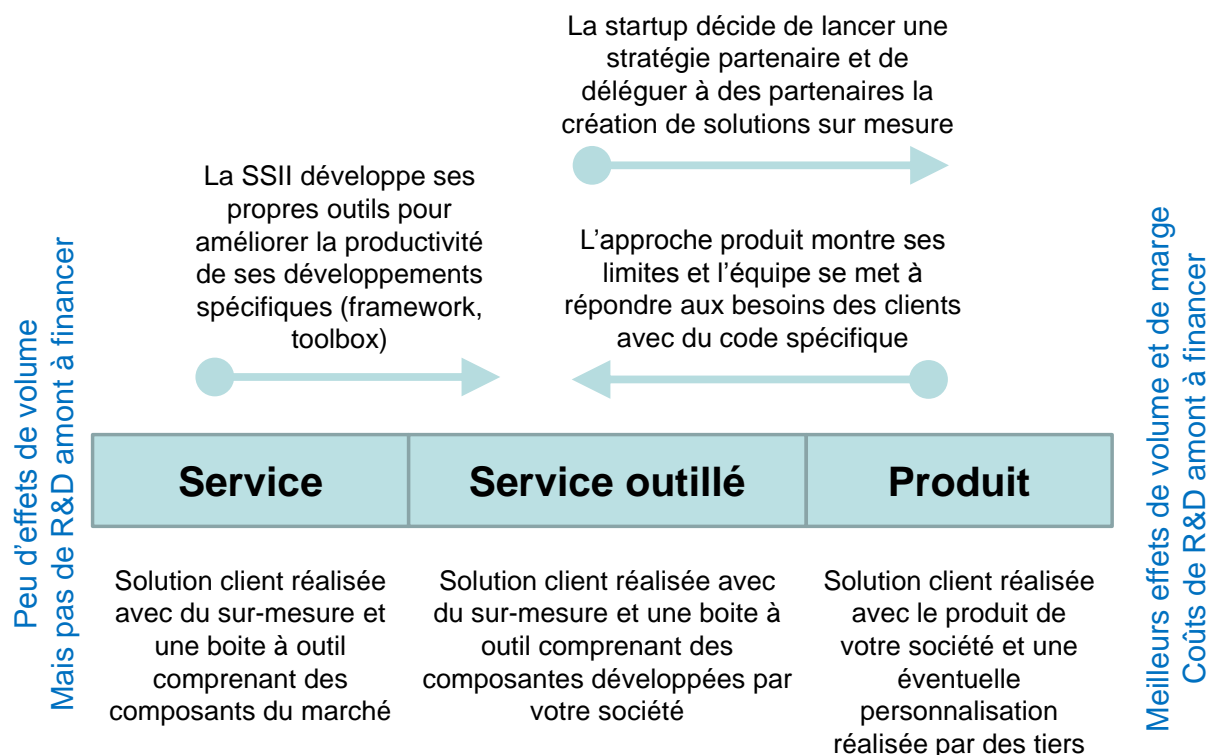 La startup décide de lancer une
stratégie partenaire et de
déléguer à des partenaires la
création de solutions sur mesure
La SSII développe ses
propres outils pour
améliorer la productivité
de ses développements
spécifiques (framework,
toolbox)
L’approche produit montre ses
limites et l’équipe se met à
répondre aux besoins des clients
avec du code spécifique
Peu d’effets de volume
Mais pas de R&D amont à financer
Service
Service outillé
Produit
Meilleurs effets de volume et de marge
Coûts de R&D amont à financer
Solution client réalisée
avec du sur-mesure et
une boite à outil
comprenant des
composants du marché
Solution client réalisée avec
du sur-mesure et une boite à
outil comprenant des
composantes développées par
votre société
Solution client réalisée
avec le produit de
votre société et une
éventuelle
personnalisation
réalisée par des tiers